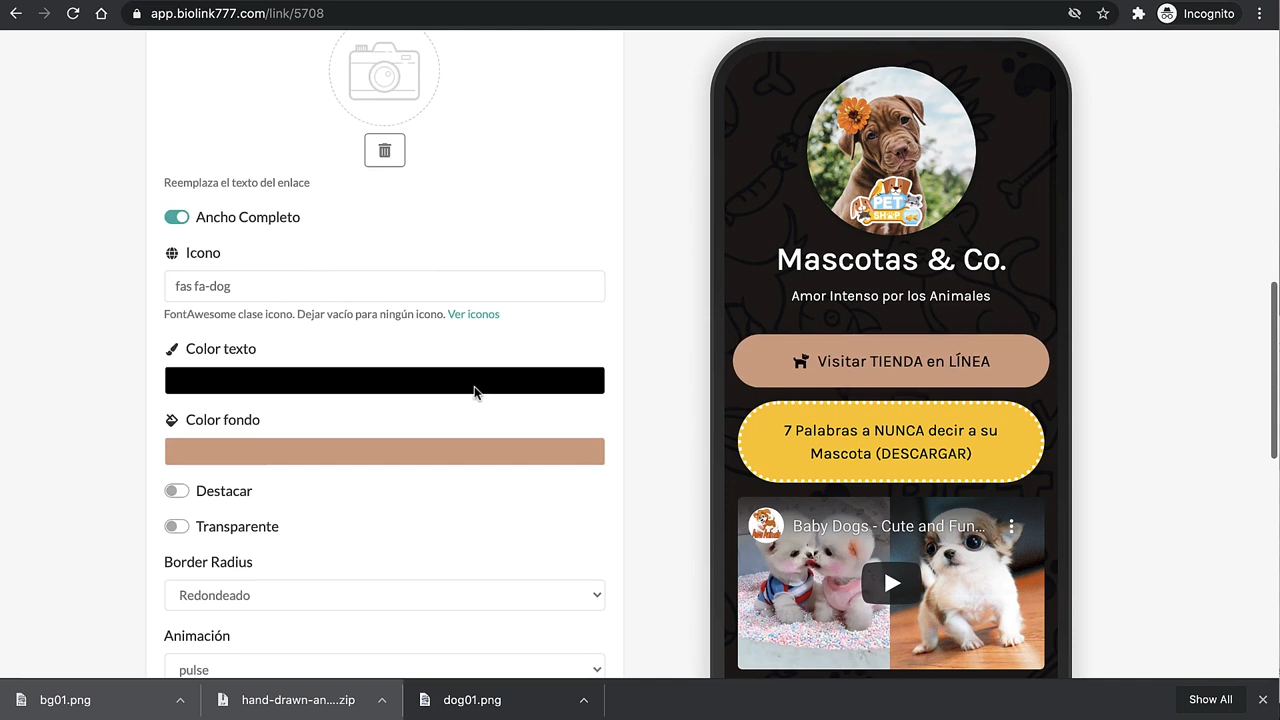 app.biolink777.com/link/5708
Incognito
Reemplaza el texto del enlace
Ancho Completo
Icono
fas fa-dog
FontAwesome clase icono. Dejar vacío para ningún icono. Ver iconos
Color texto
Color fondo
Destacar
Transparente
Border Radius
Redondeado
Animación
pulse
PET
SHOP
Mascotas & Co.
Amor Intenso por los Animales
Visitar TIENDA en LÍNEA
7 Palabras a NUNCA decir a su
Mascota (DESCARGAR)
Baby Dogs - Cute and Fun...
bg01.png
hand-drawn-an....zip
dog01.png
Show All